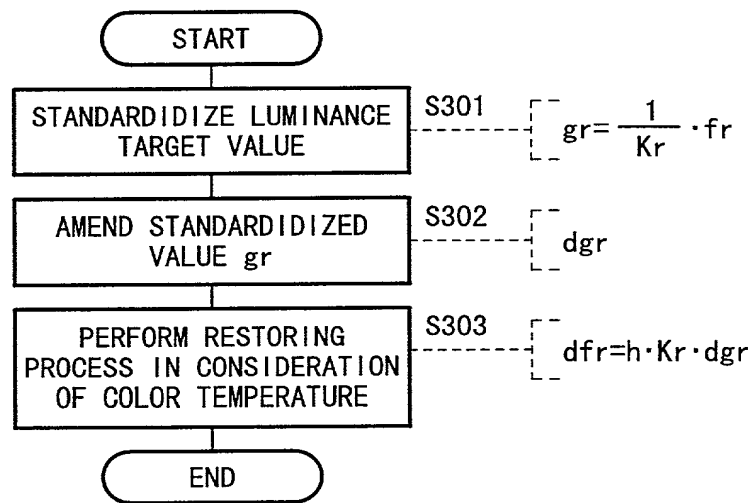 START
STANDARDIDIZE LUMINANCE
TARGET VALUE
S301
gr= 1/Kr ·fr
AMEND STANDARDIDIZED
VALUE gr
S302
dgr
PERFORM RESTORING
PROCESS IN CONSIDERATION
OF COLOR TEMPERATURE
S303
dfr=h·Kr·dgr
END